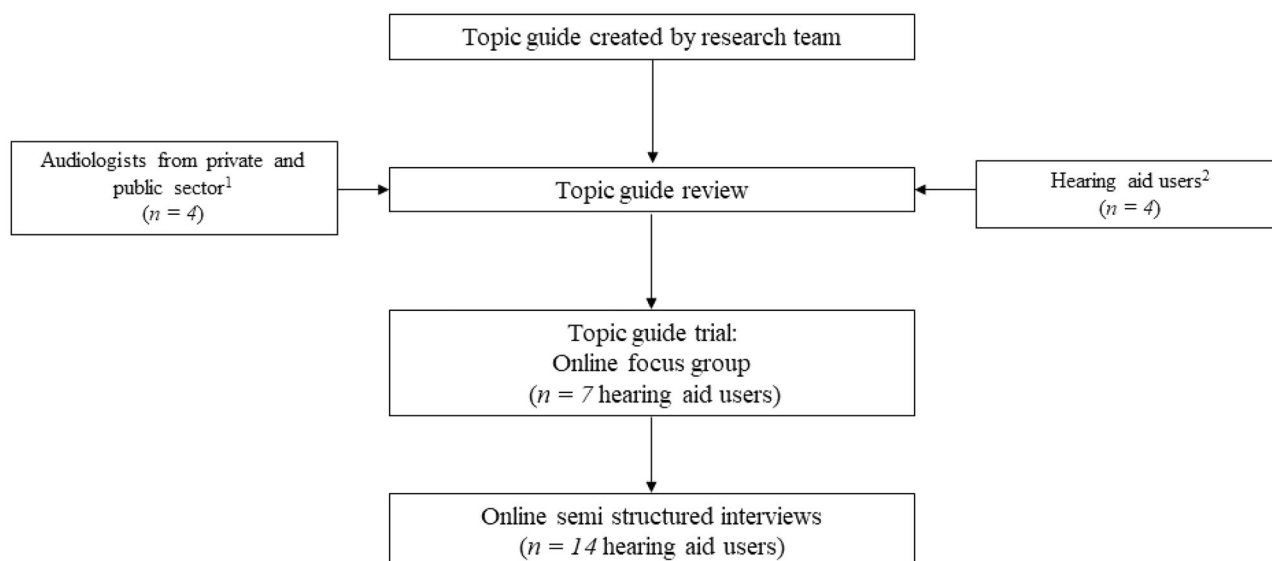 Topic guide created by research team
Audiologists from private and
public sector¹
(n = 4)
Topic guide review
Hearing aid users²
(n = 4)
Topic guide trial:
Online focus group
(n = 7 hearing aid users)
Online semi structured interviews
(n = 14 hearing aid users)